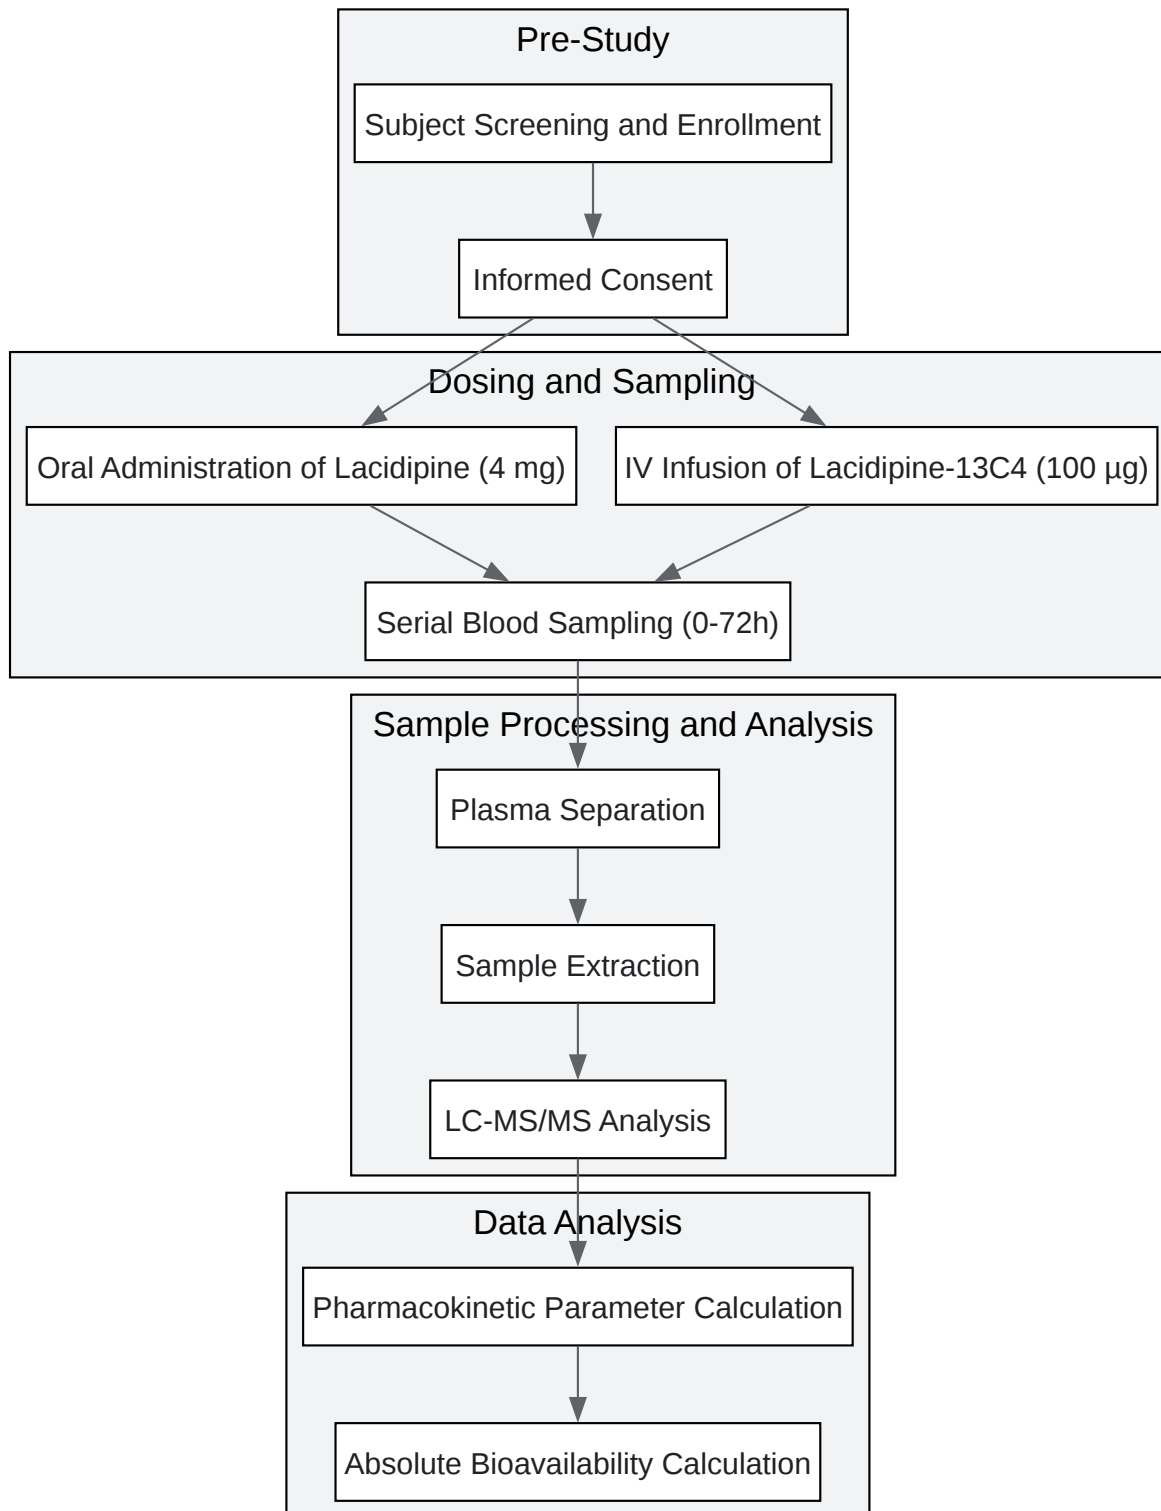 Pre-Study
Subject Screening and Enrollment
Informed Consent
Dosing and Sampling
Oral Administration of Lacidipine (4 mg)
IV Infusion of Lacidipine-13C4 (100 µg)
Serial Blood Sampling (0-72h)
Sample Processing and Analysis
Plasma Separation
Sample Extraction
LC-MS/MS Analysis
Data Analysis
Pharmacokinetic Parameter Calculation
Absolute Bioavailability Calculation